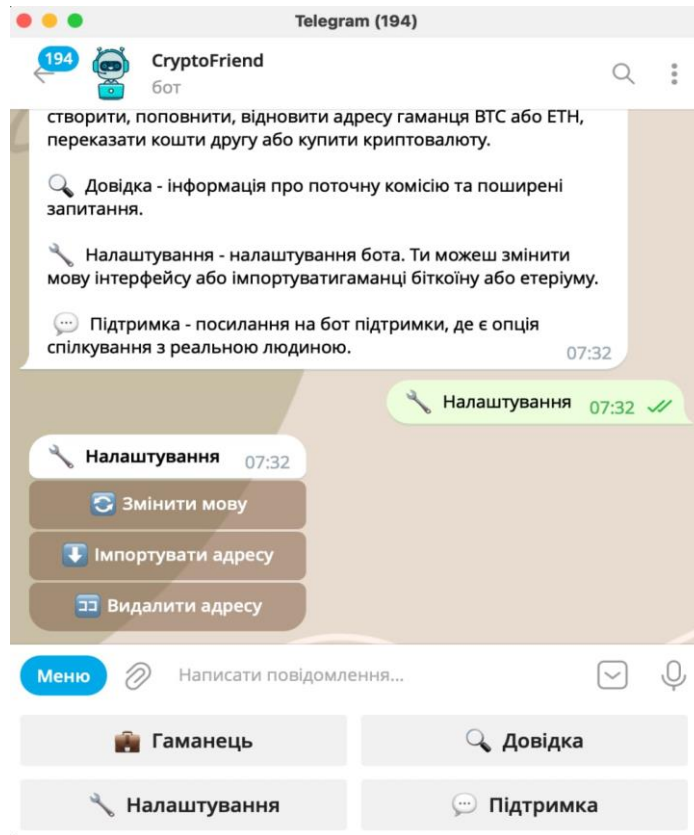 Telegram (194)
194
CryptoFriend
бот
створити, поповнити, відновити адресу гаманця BTC або ETH,
переказати кошти другу або купити криптовалюту.
🔍 Довідка - інформація про поточну комісію та поширені
запитання.
🔧 Налаштування - налаштування бота. Ти можеш змінити
мову інтерфейсу або імпортуватигаманці біткоїну або етеріуму.
💬 Підтримка - посилання на бот підтримки, де є опція
спілкування з реальною людиною.
07:32
🔧 Налаштування 07:32
🔧 Налаштування 07:32
🔄 Змінити мову
⬇️ Імпортувати адресу
🈁 Видалити адресу
Меню Написати повідомлення...
💼 Гаманець 🔍 Довідка
🔧 Налаштування 💬 Підтримка